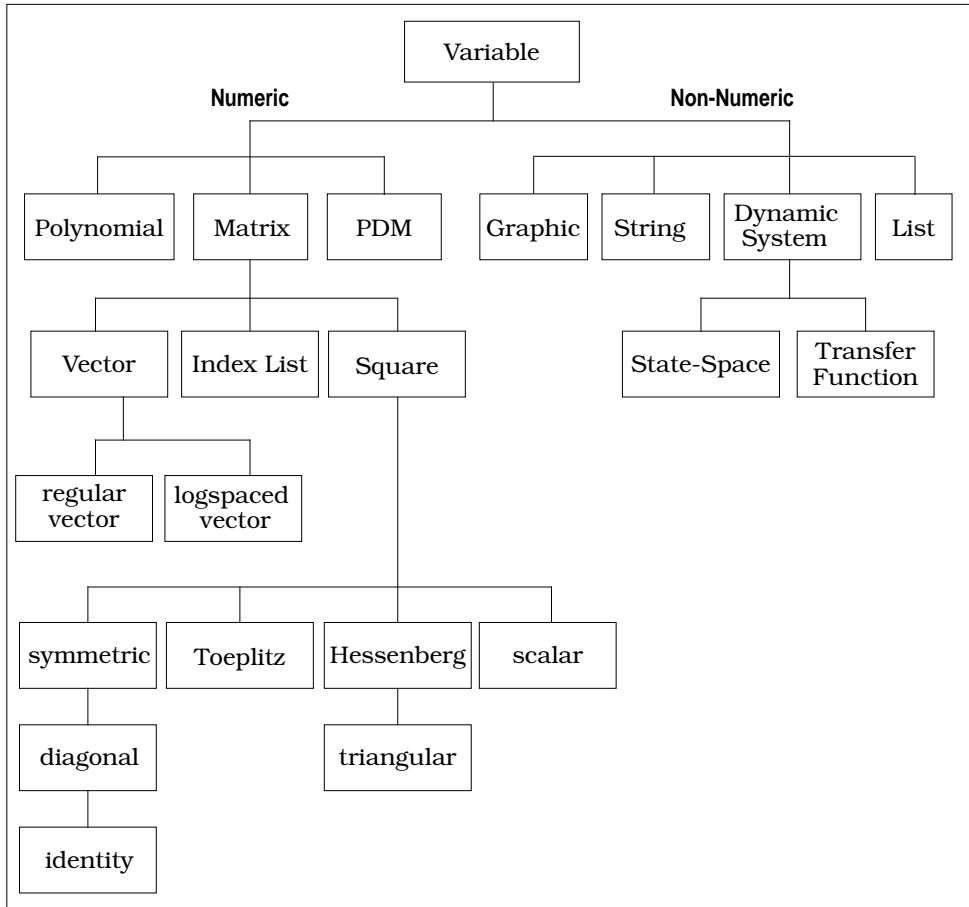 Variable
Numeric
Non-Numeric
Polynomial
Matrix
PDM
Graphic
String
Dynamic
System
List
Vector
Index List
Square
State-Space
Transfer
Function
regular
vector
logspaced
vector
symmetric
Toeplitz
Hessenberg
scalar
diagonal
triangular
identity